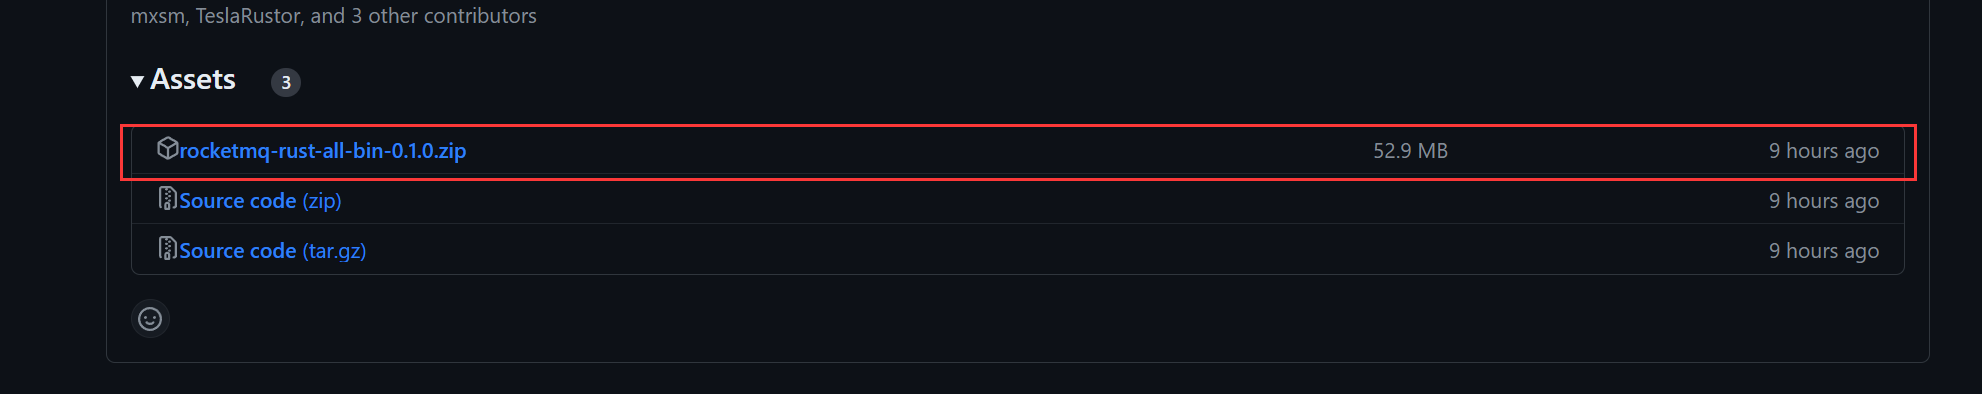 mxsm, TeslaRustor, and 3 other contributors
Assets 3
rocketmq-rust-all-bin-0.1.0.zip 52.9 MB 9 hours ago
Source code (zip) 9 hours ago
Source code (tar.gz) 9 hours ago